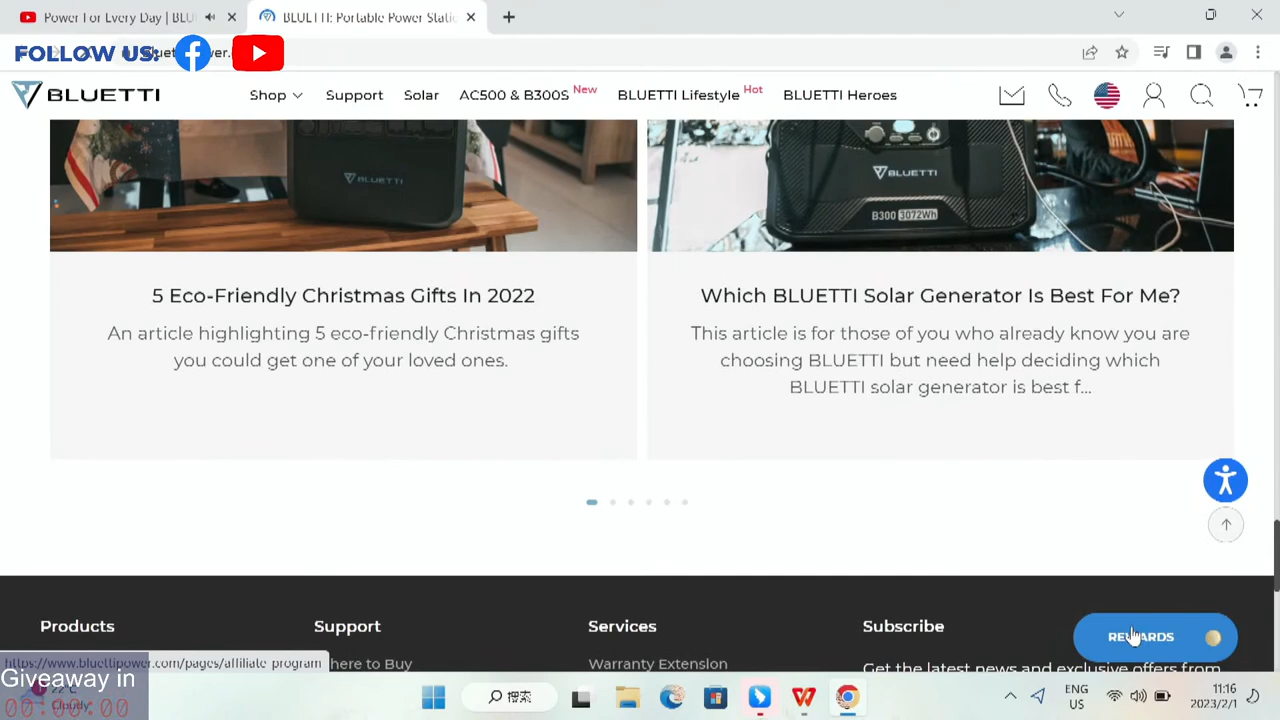 Power For Every Day | BLU
BLUETTI: Portable Power Static
FOLLOW US:
BLUETTI
Shop
Support
Solar
AC500 & B300S New
BLUETTI Lifestyle Hot
BLUETTI Heroes
BLUETTI
BLUETTI
B300 3072Wh
5 Eco-Friendly Christmas Gifts In 2022
An article highlighting 5 eco-friendly Christmas gifts
you could get one of your loved ones.
Which BLUETTI Solar Generator Is Best For Me?
This article is for those of you who already know you are
choosing BLUETTI but need help deciding which
BLUETTI solar generator is best f...
Products
Support
Services
Subscribe
REWARDS
https://www.bluettipower.com/pages/affiliate-program
here to Buy
Warranty Extension
Get the latest news and exclusive offers from
Giveaway in
22°C
Cloudy
00:00:00
搜索
ENG
US
11:16
2023/2/1